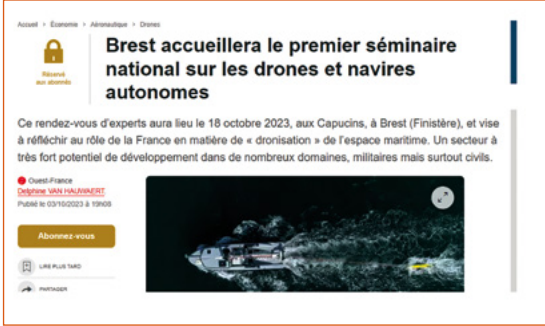 Accueil > Économie > Aéronautique > Drones
Réservé
aux abonnés
Brest accueillera le premier séminaire
national sur les drones et navires
autonomes
Ce rendez-vous d'experts aura lieu le 18 octobre 2023, aux Capucins, à Brest (Finistère), et vise
à réfléchir au rôle de la France en matière de « dronisation » de l'espace maritime. Un secteur à
très fort potentiel de développement dans de nombreux domaines, militaires mais surtout civils.
Ouest-France
Delphine VAN HAUWAERT.
Publié le 03/10/2023 à 19h08
Abonnez-vous
LIRE PLUS TARD
PARTAGER